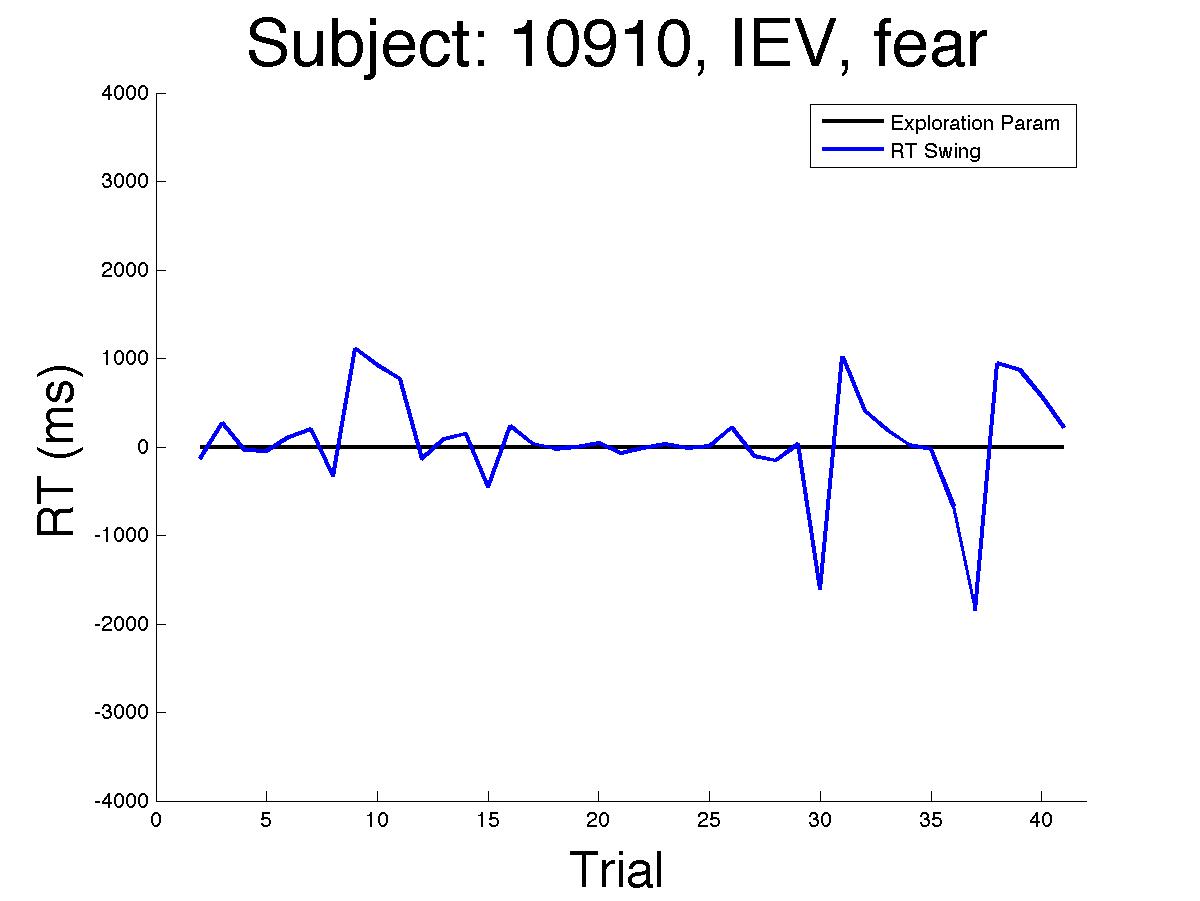 Subject: 10910, IEV, fear
Exploration Param
RT Swing
4000
3000
2000
1000
0
-1000
-2000
-3000
-4000
RT (ms)
0 5 10 15 20 25 30 35 40
Trial